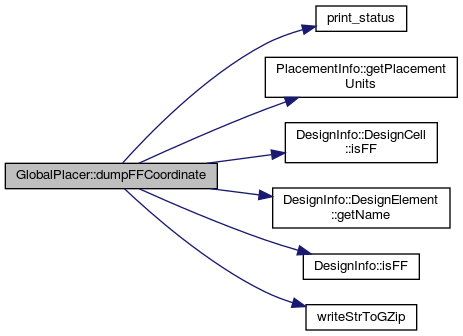 print_status
PlacementInfo::getPlacement
Units
DesignInfo::DesignCell
::isFF
GlobalPlacer::dumpFFCoordinate
DesignInfo::DesignElement
::getName
DesignInfo::isFF
writeStrToGZip